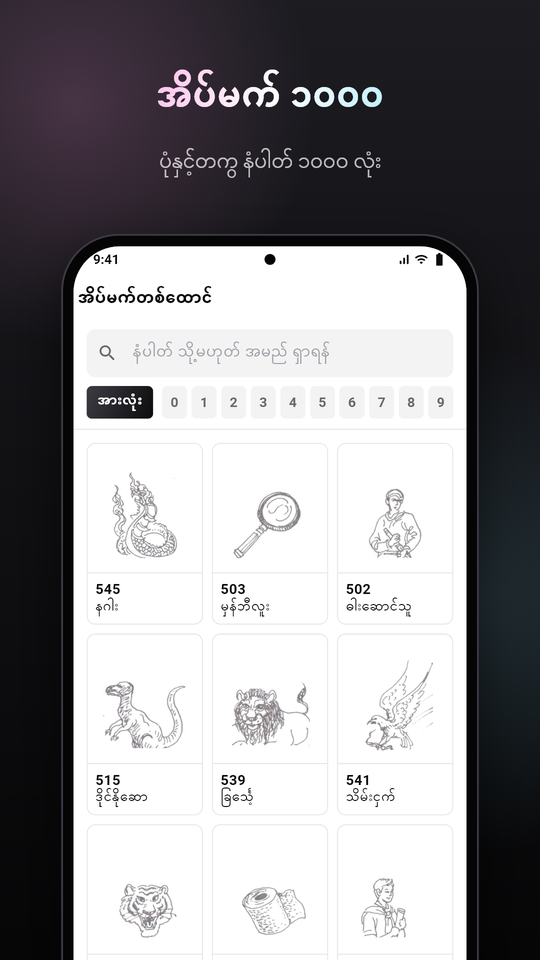 အိပ်မက် ၁၀၀၀
ပုံနှင့်တကွ နံပါတ် ၁၀၀၀ လုံး
9:41
အိပ်မက်တစ်ထောင်
နံပါတ် သို့မဟုတ် အမည် ရှာရန်
အားလုံး 0 1 2 3 4 5 6 7 8 9
545 503 502
နဂါး မှန်ဘီလူး ဓါးဆောင်သူ
515 539 541
ဒိုင်နိုဆော ခြင်္သေ့ သိမ်းငှက်